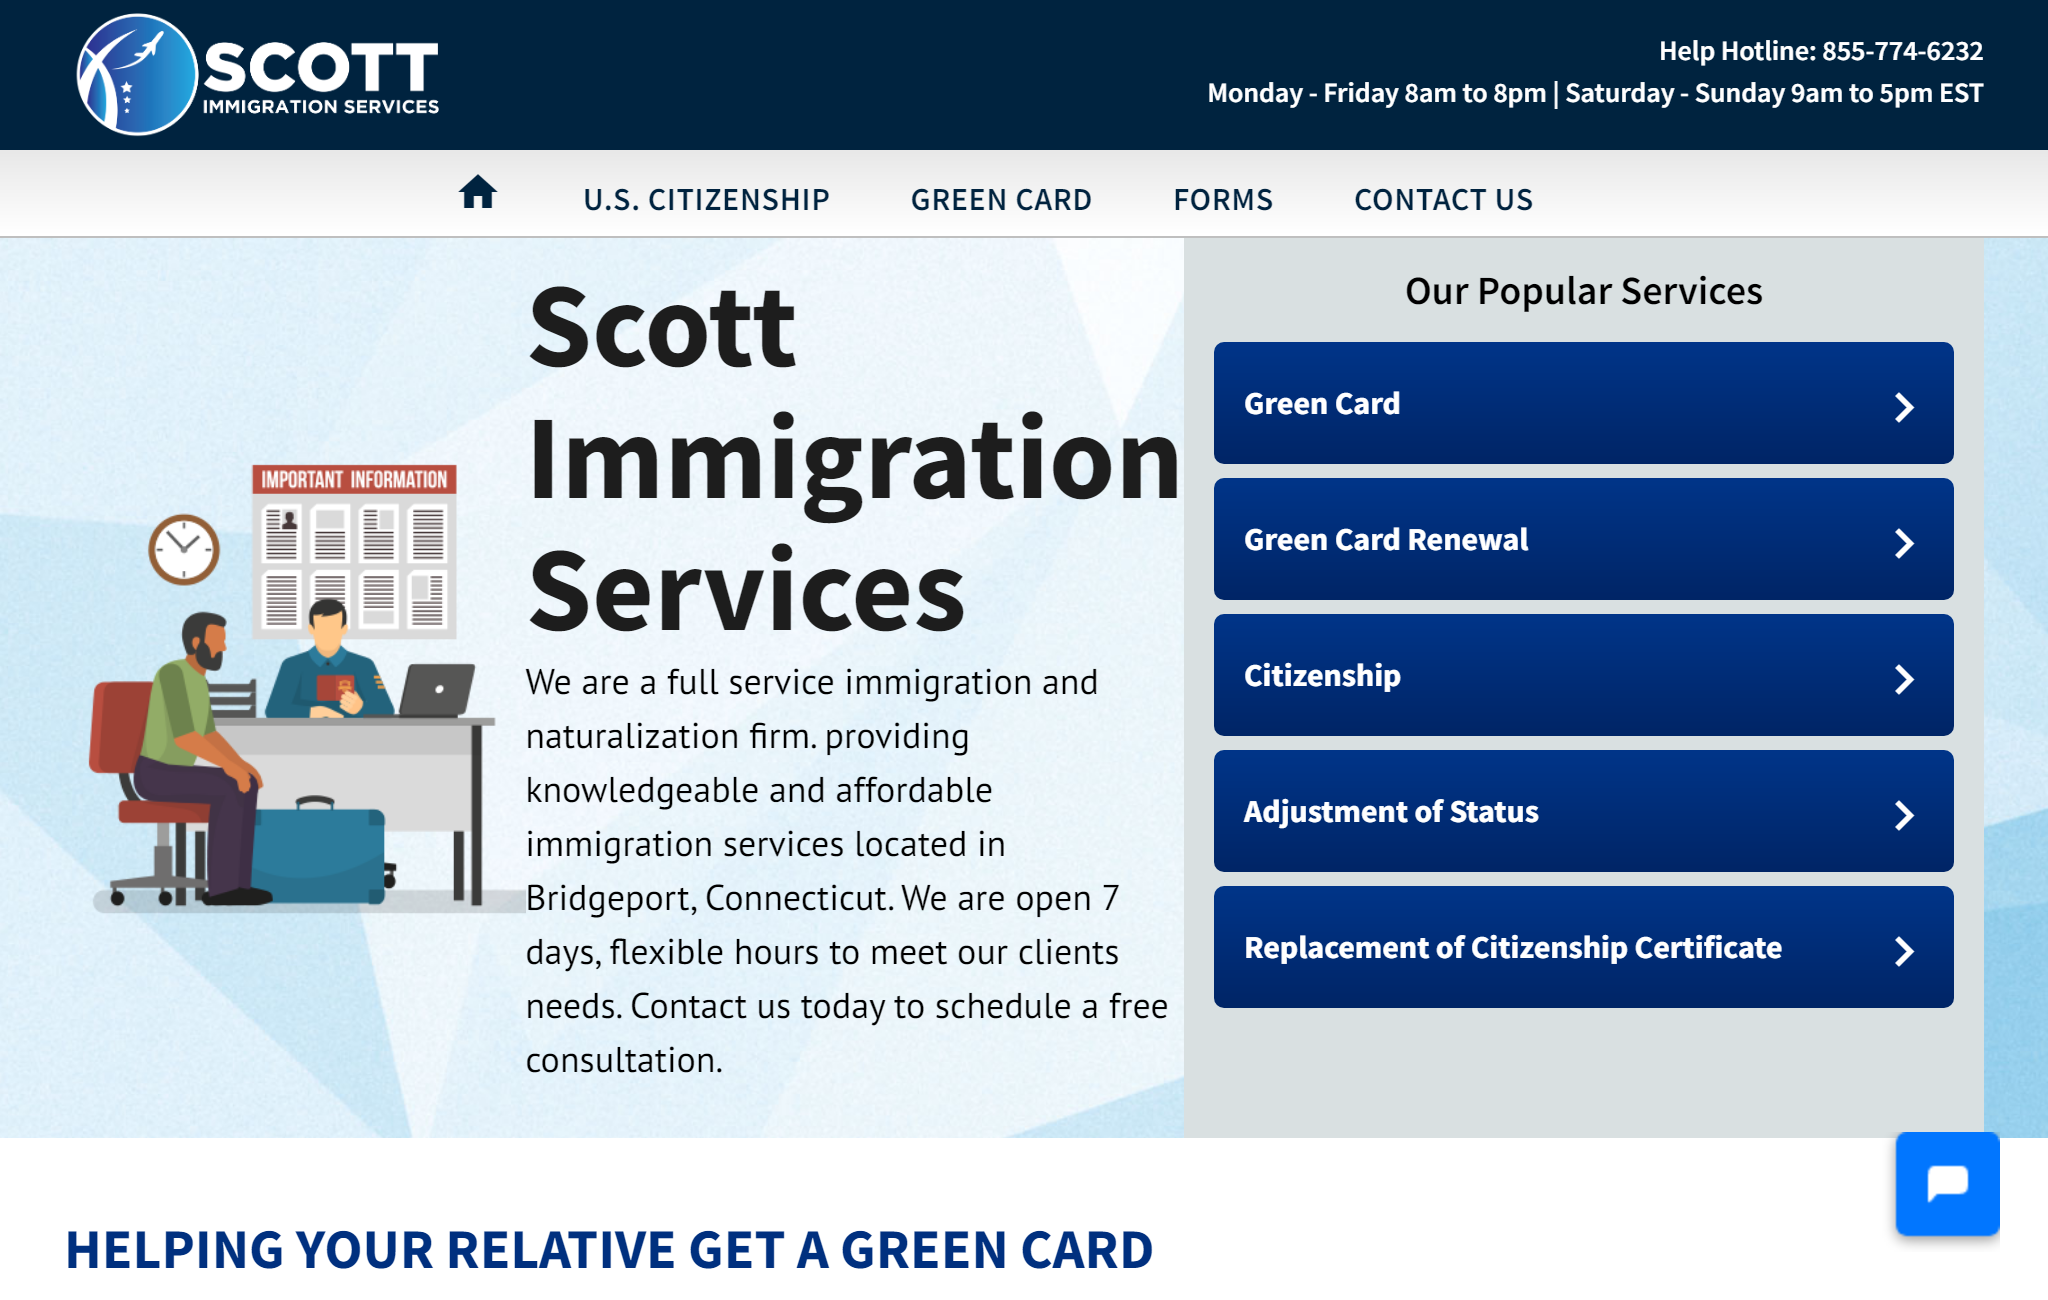 SCOTT
IMMIGRATION SERVICES
Help Hotline: 855-774-6232
Monday - Friday 8am to 8pm | Saturday - Sunday 9am to 5pm EST
U.S. CITIZENSHIP
GREEN CARD
FORMS
CONTACT US
IMPORTANT INFORMATION
Scott
Immigration
Services
We are a full service immigration and
naturalization firm. providing
knowledgeable and affordable
immigration services located in
Bridgeport, Connecticut. We are open 7
days, flexible hours to meet our clients
needs. Contact us today to schedule a free
consultation.
Our Popular Services
Green Card
Green Card Renewal
Citizenship
Adjustment of Status
Replacement of Citizenship Certificate
HELPING YOUR RELATIVE GET A GREEN CARD